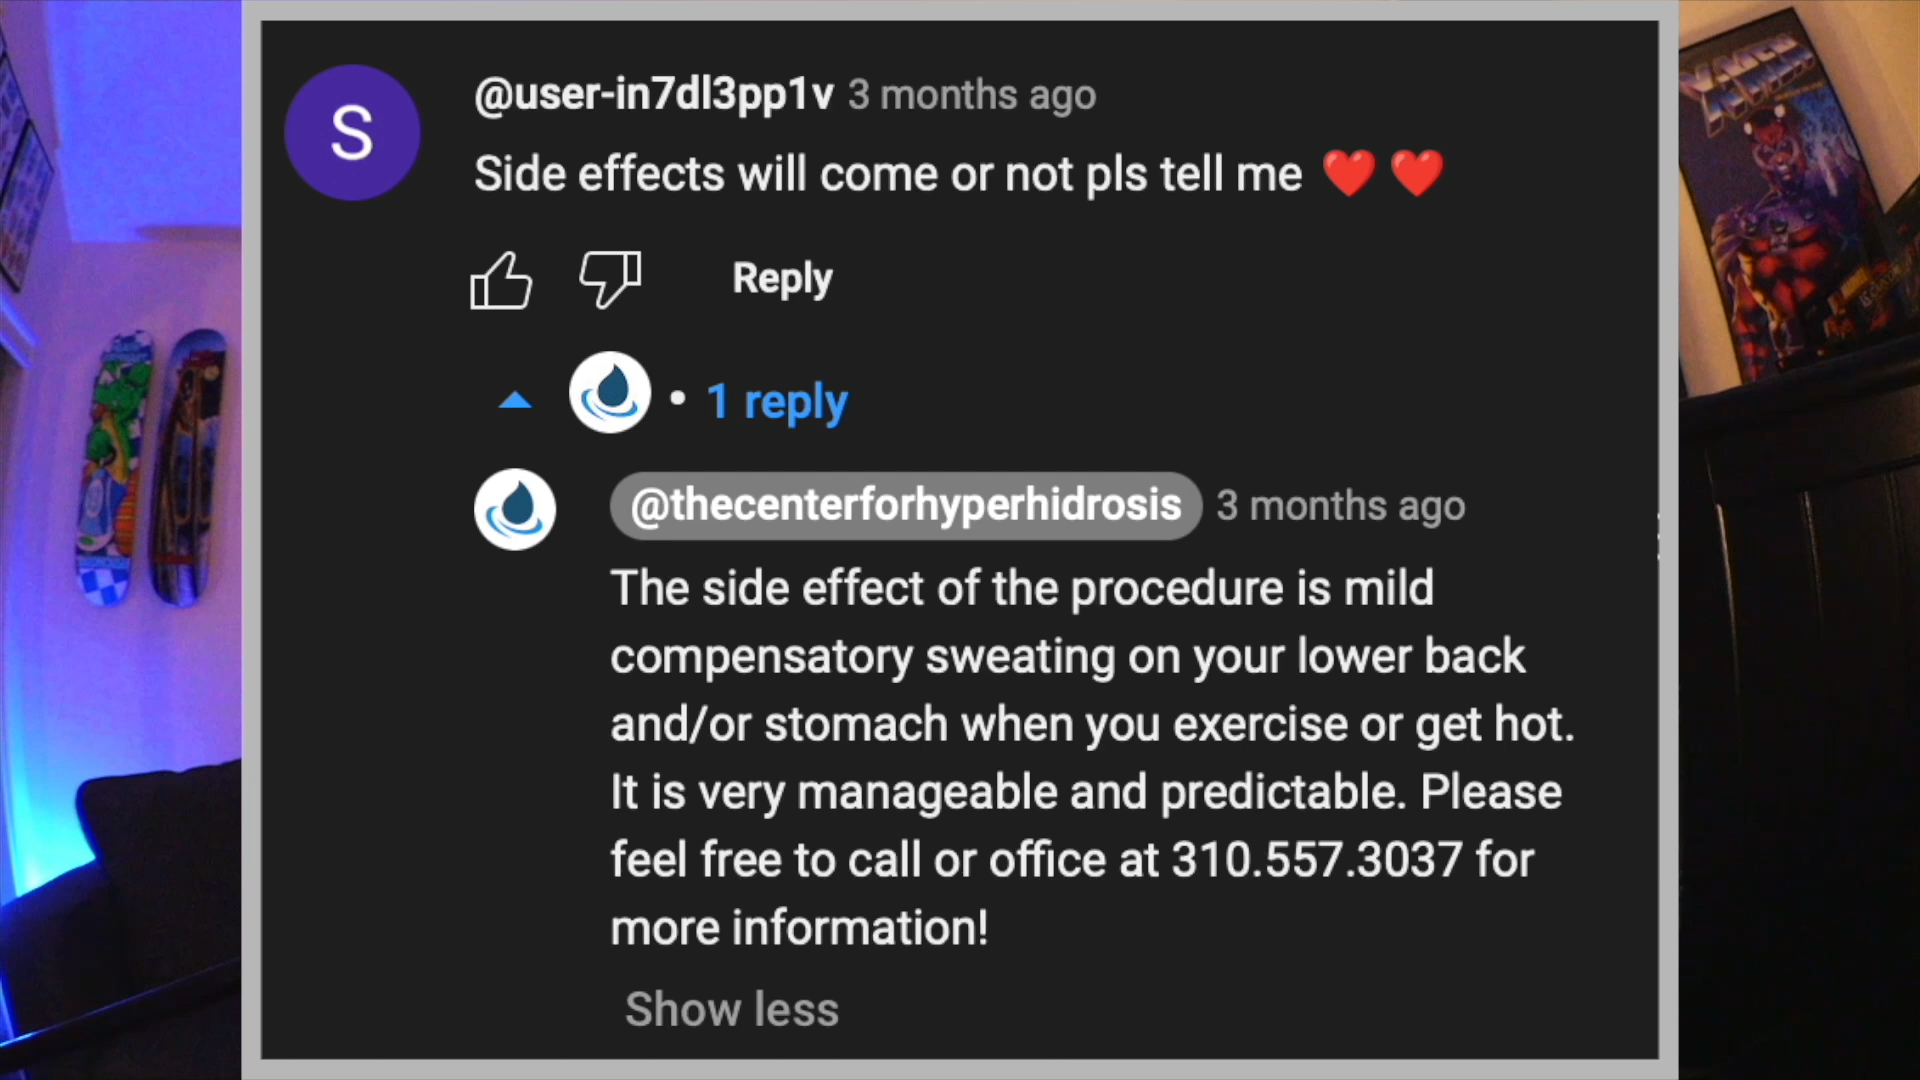 S
@user-in7dl3pp1v 3 months ago
Side effects will come or not pls tell me ❤️❤️
Reply
• 1 reply
@thecenterforhyperhidrosis 3 months ago
The side effect of the procedure is mild
compensatory sweating on your lower back
and/or stomach when you exercise or get hot.
It is very manageable and predictable. Please
feel free to call or office at 310.557.3037 for
more information!
Show less